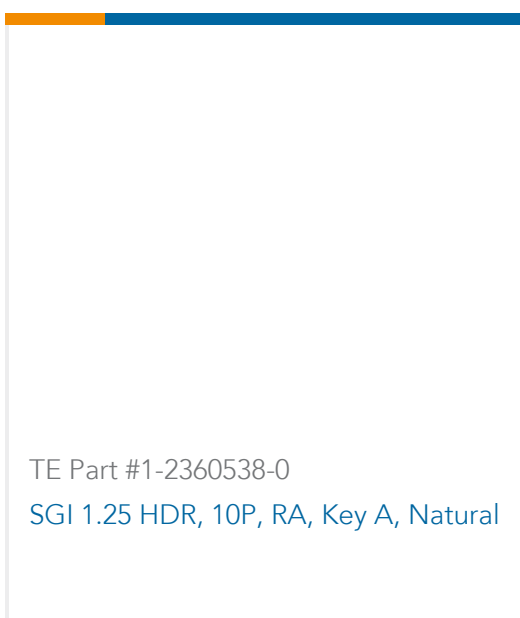 TE Part #1-2360538-0
SGI 1.25 HDR, 10P, RA, Key A, Natural